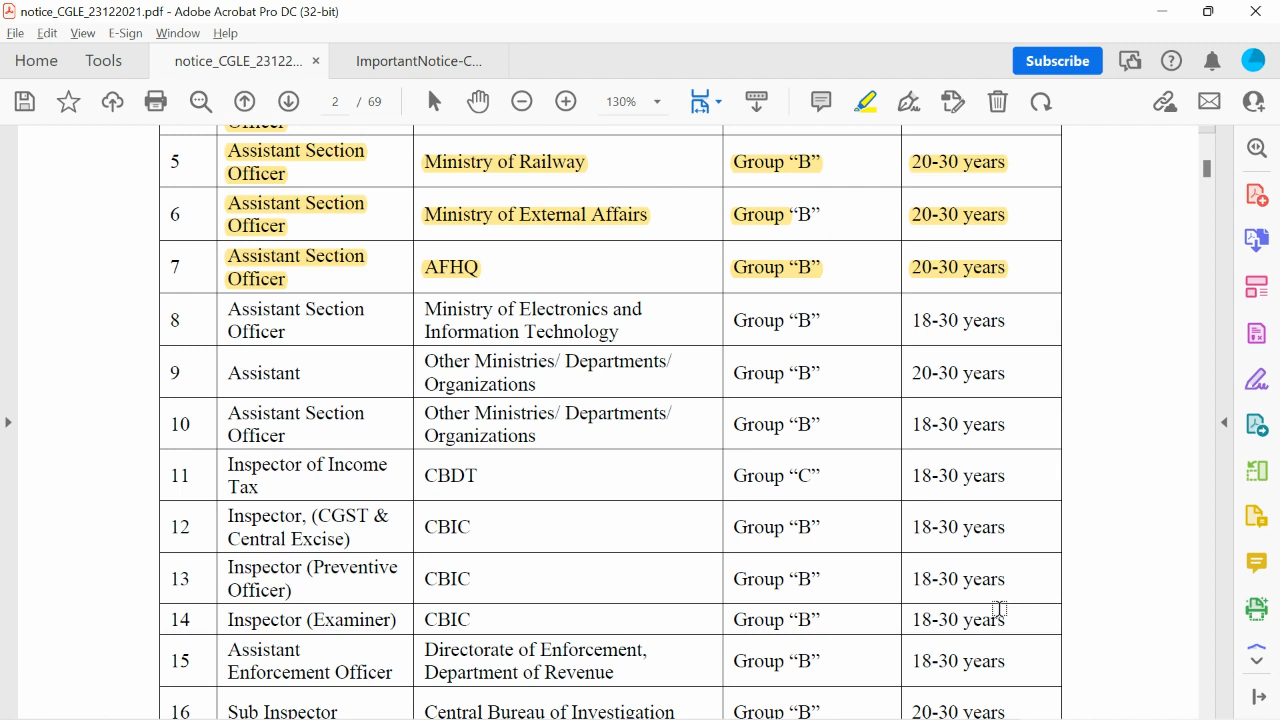 notice_CGLE_23122021.pdf - Adobe Acrobat Pro DC (32-bit)
File Edit View E-Sign Window Help
Home Tools notice_CGLE_23122... × ImportantNotice-C... Subscribe
2 / 69 130%
Officer
5 Assistant Section Officer Ministry of Railway Group “B” 20-30 years
6 Assistant Section Officer Ministry of External Affairs Group “B” 20-30 years
7 Assistant Section Officer AFHQ Group “B” 20-30 years
8 Assistant Section Officer Ministry of Electronics and Information Technology Group “B” 18-30 years
9 Assistant Other Ministries/ Departments/ Organizations Group “B” 20-30 years
10 Assistant Section Officer Other Ministries/ Departments/ Organizations Group “B” 18-30 years
11 Inspector of Income Tax CBDT Group “C” 18-30 years
12 Inspector, (CGST & Central Excise) CBIC Group “B” 18-30 years
13 Inspector (Preventive Officer) CBIC Group “B” 18-30 years
14 Inspector (Examiner) CBIC Group “B” 18-30 years
15 Assistant Enforcement Officer Directorate of Enforcement, Department of Revenue Group “B” 18-30 years
16 Sub Inspector Central Bureau of Investigation Group “B” 20-30 years